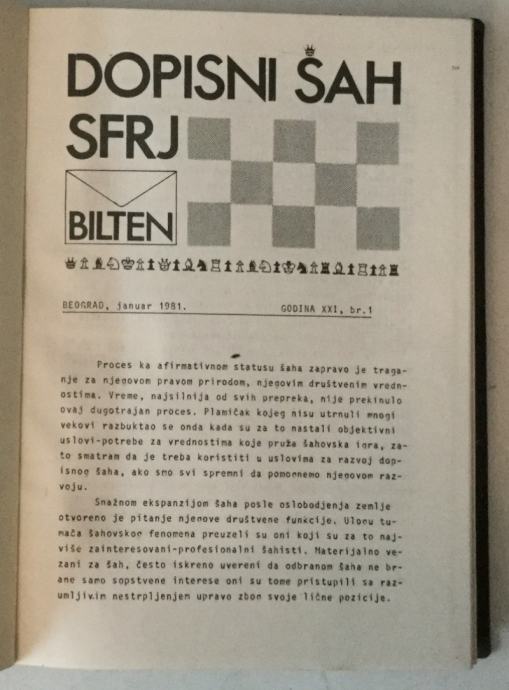 DOPISNI ŠAH
SFRJ
BILTEN
BEOGRAD, januar 1981.
GODINA XXI, br.1
Proces ka afirmativnom statusu šaha zapravo je traga-
nje za njegovom pravom prirodom, njegovim društvenim vredn-
ostima. Vreme, najsilnija od svih prepreka, nije prekinulo
ovaj dugotrajan proces. Plamičak kojeg nisu utrnuli mnogi
vekovi razbuktao se onda kada su za to nastali objektivni
uslovi-potrebe za vrednostima koje pruža šahovska igra, za-
to smatram da je treba koristiti u uslovima za razvoj dop-
isnog šaha, ako smo svi spremni da pomognemo njegovom raz-
voju.
Snažnom ekspanzijom šaha posle oslobodjenja zemlje
otvoreno je pitanje njegove društvene funkcije. Ulogu tu-
mača šahovskog fenomena preuzeli su oni koji su za to naj-
više zainteresovani-profesionalni šahisti. Materijalno ve-
zani za šah, često iskreno uvereni da odbranom šaha ne br-
ane samo sopstvene interese oni su tome pristupili sa raz-
umljivim nestrpljenjem upravo zbog svoje lične pozicije.